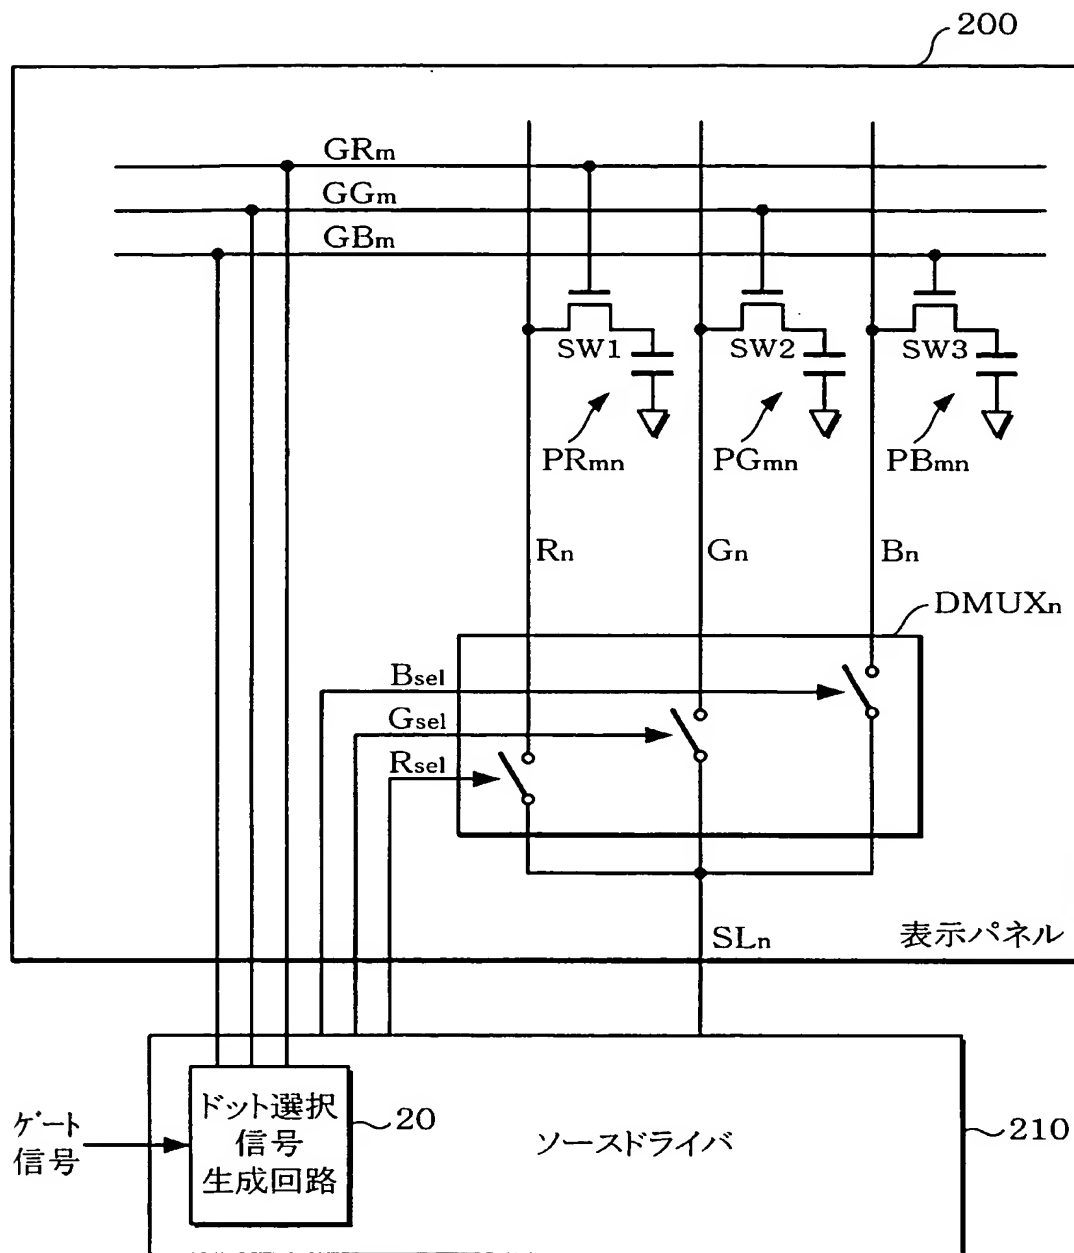 200
GRm
GGm
GBm
SW1
SW2
SW3
PRmn
PGmn
PBmn
Rn
Gn
Bn
DMUXn
Bsel
Gsel
Rsel
SLn
表示パネル
ゲート
信号
ドット選択
信号
生成回路
20
ソースドライバ
210